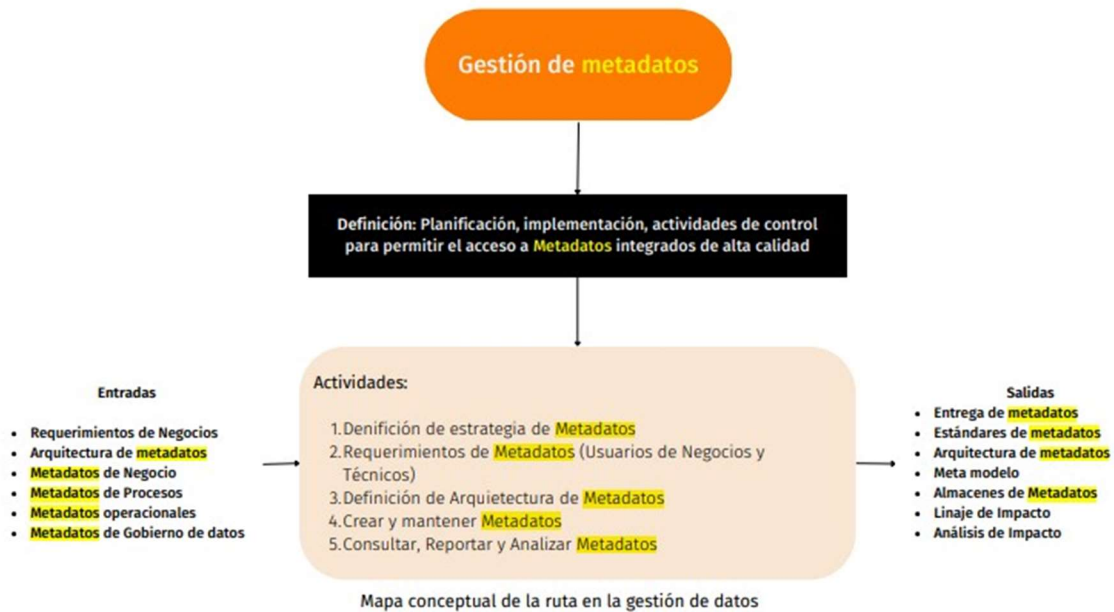 Gestión de metadatos
Definición: Planificación, implementación, actividades de control
para permitir el acceso a Metadatos integrados de alta calidad
Entradas
• Requerimientos de Negocios
• Arquitectura de metadatos
• Metadatos de Negocio
• Metadatos de Procesos
• Metadatos operacionales
• Metadatos de Gobierno de datos
Actividades:
1.Denifición de estrategia de Metadatos
2.Requerimientos de Metadatos (Usuarios de Negocios y
Técnicos)
3.Definición de Arquietectura de Metadatos
4.Crear y mantener Metadatos
5.Consultar, Reportar y Analizar Metadatos
Salidas
• Entrega de metadatos
• Estándares de metadatos
• Arquitectura de metadatos
• Meta modelo
• Almacenes de Metadatos
• Linaje de Impacto
• Análisis de Impacto
Mapa conceptual de la ruta en la gestión de datos